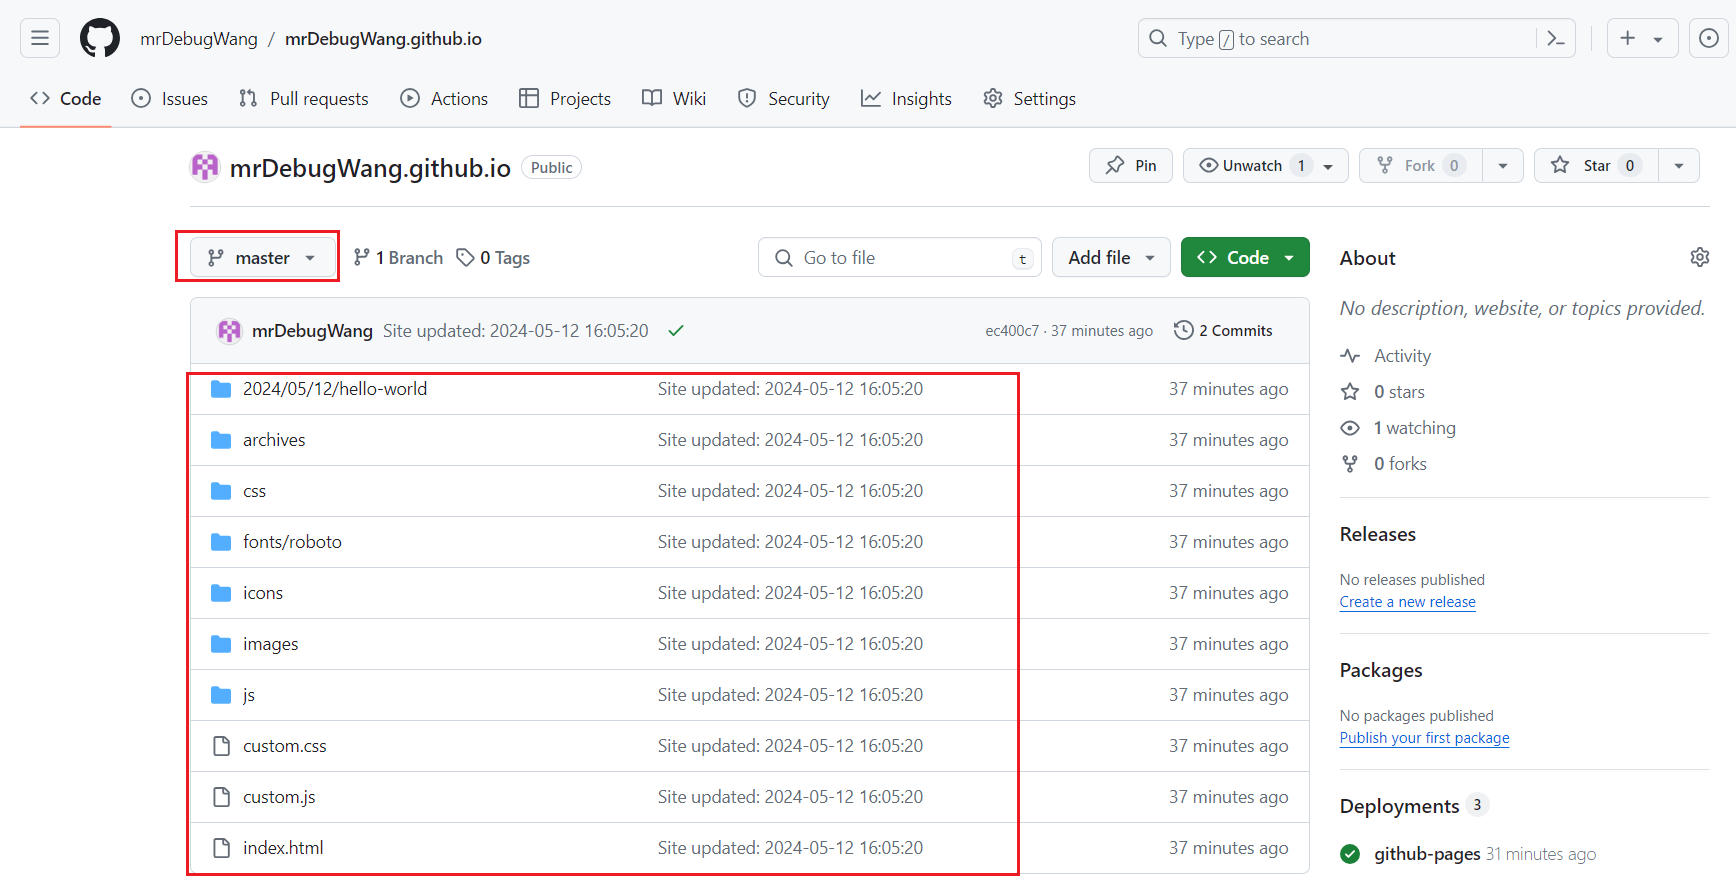 mrDebugWang / mrDebugWang.github.io
Type / to search
Code Issues Pull requests Actions Projects Wiki Security Insights Settings
mrDebugWang.github.io Public
Pin Unwatch 1 Fork 0 Star 0
master 1 Branch 0 Tags Go to file t Add file Code
mrDebugWang Site updated: 2024-05-12 16:05:20 ec400c7 · 37 minutes ago 2 Commits
2024/05/12/hello-world Site updated: 2024-05-12 16:05:20 37 minutes ago
archives Site updated: 2024-05-12 16:05:20 37 minutes ago
css Site updated: 2024-05-12 16:05:20 37 minutes ago
fonts/roboto Site updated: 2024-05-12 16:05:20 37 minutes ago
icons Site updated: 2024-05-12 16:05:20 37 minutes ago
images Site updated: 2024-05-12 16:05:20 37 minutes ago
js Site updated: 2024-05-12 16:05:20 37 minutes ago
custom.css Site updated: 2024-05-12 16:05:20 37 minutes ago
custom.js Site updated: 2024-05-12 16:05:20 37 minutes ago
index.html Site updated: 2024-05-12 16:05:20 37 minutes ago
About
No description, website, or topics provided.
Activity
0 stars
1 watching
0 forks
Releases
No releases published
Create a new release
Packages
No packages published
Publish your first package
Deployments 3
github-pages 31 minutes ago